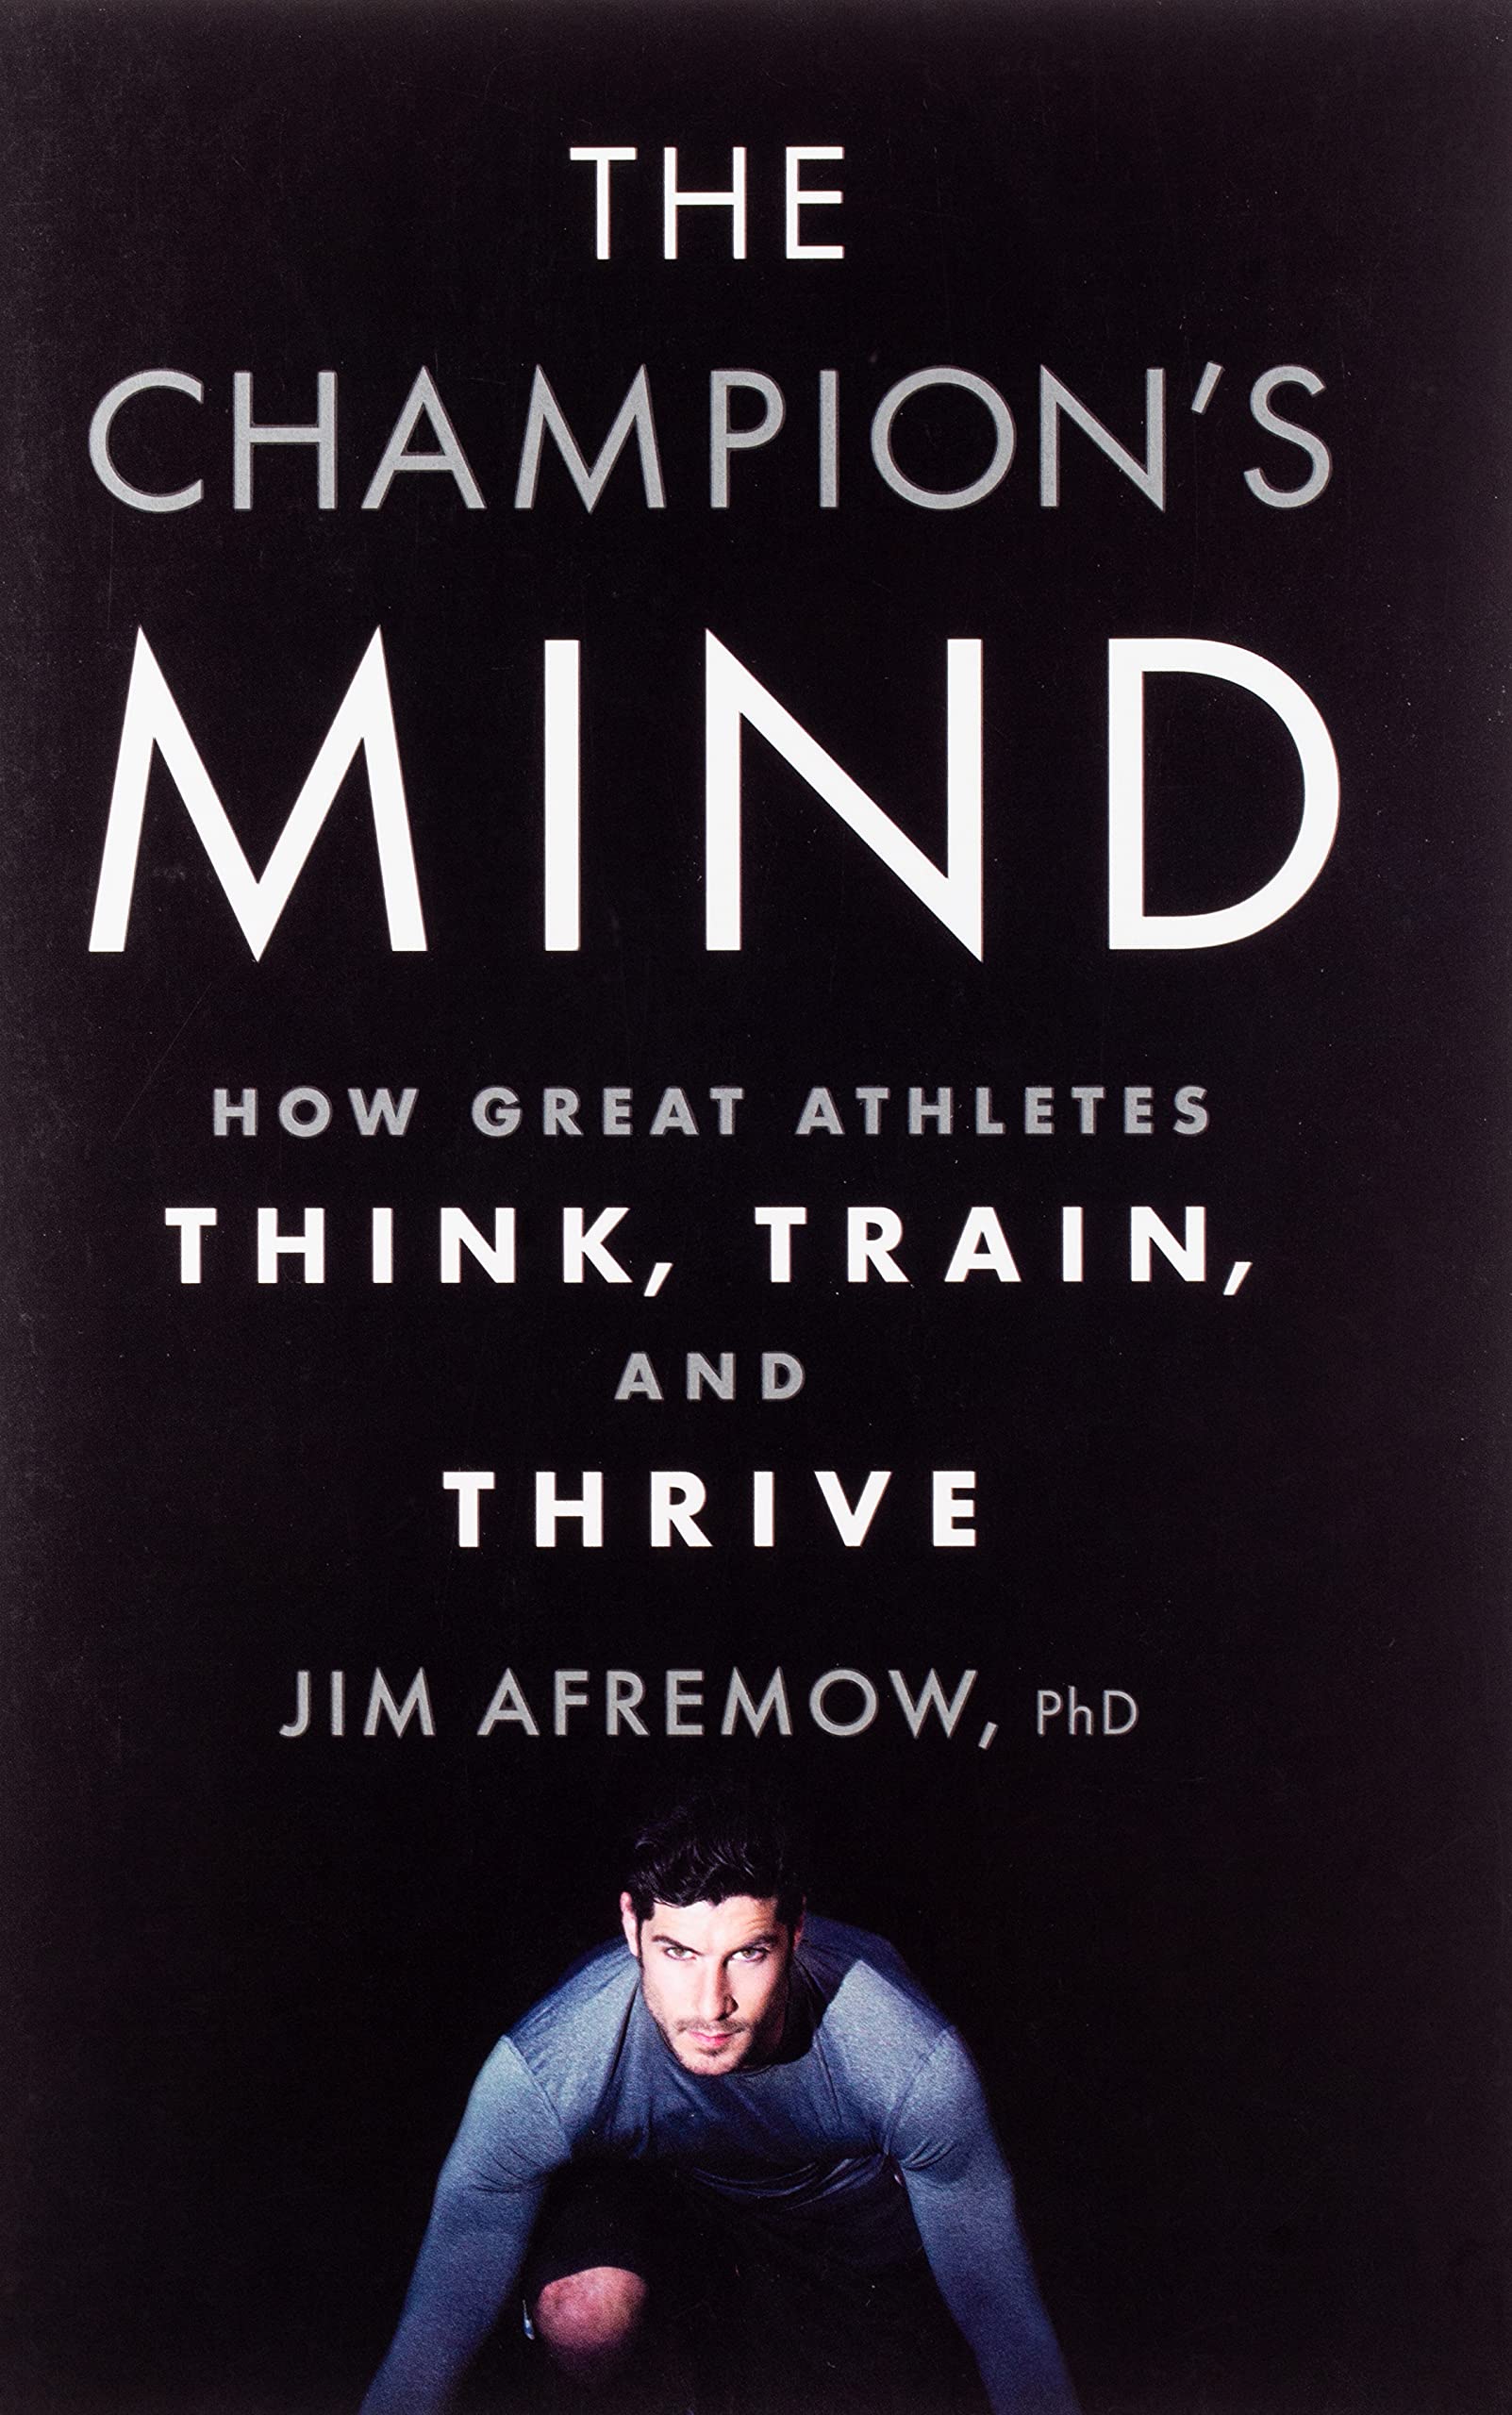 THE
CHAMPION'S
MIND
HOW GREAT ATHLETES
THINK, TRAIN,
AND
THRIVE
JIM AFREMOW, PhD